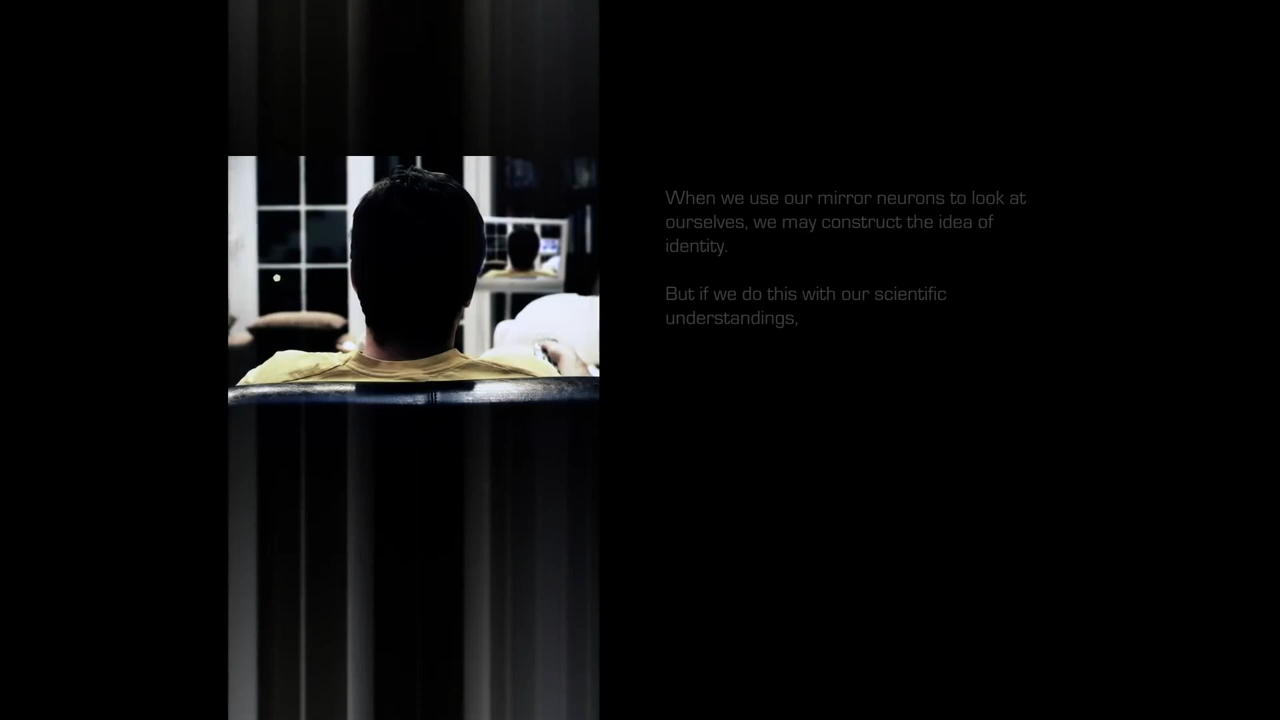 When we use our mirror neurons to look at
ourselves, we may construct the idea of
identity.
But if we do this with our scientific
understandings,